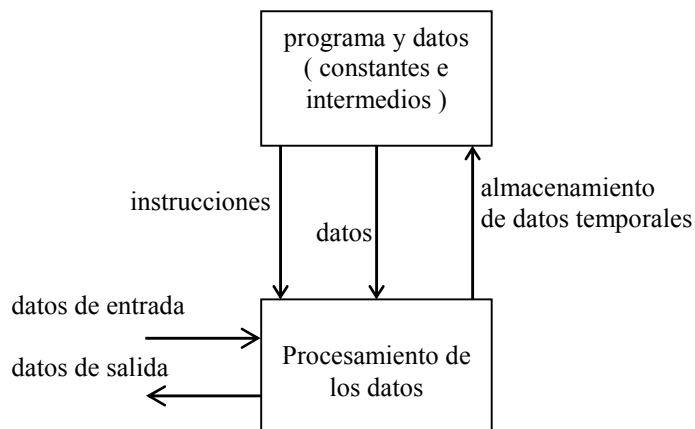 programa y datos
( constantes e
intermedios )
instrucciones
datos
almacenamiento
de datos temporales
datos de entrada
datos de salida
Procesamiento de
los datos